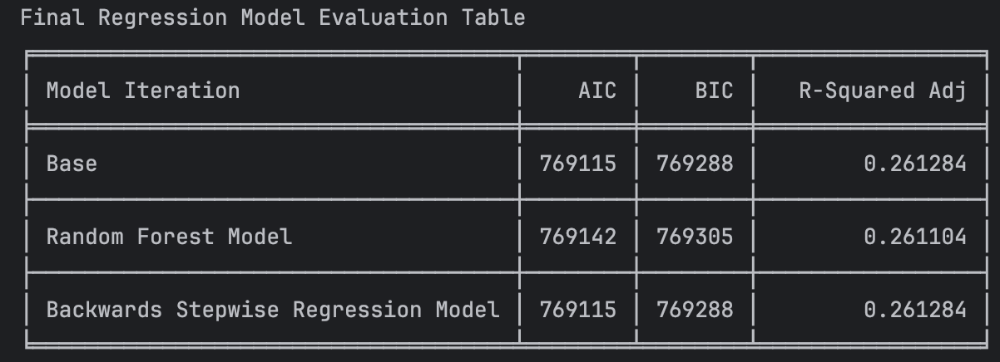 Final Regression Model Evaluation Table
Model Iteration AIC BIC R-Squared Adj
Base 769115 769288 0.261284
Random Forest Model 769142 769305 0.261104
Backwards Stepwise Regression Model 769115 769288 0.261284